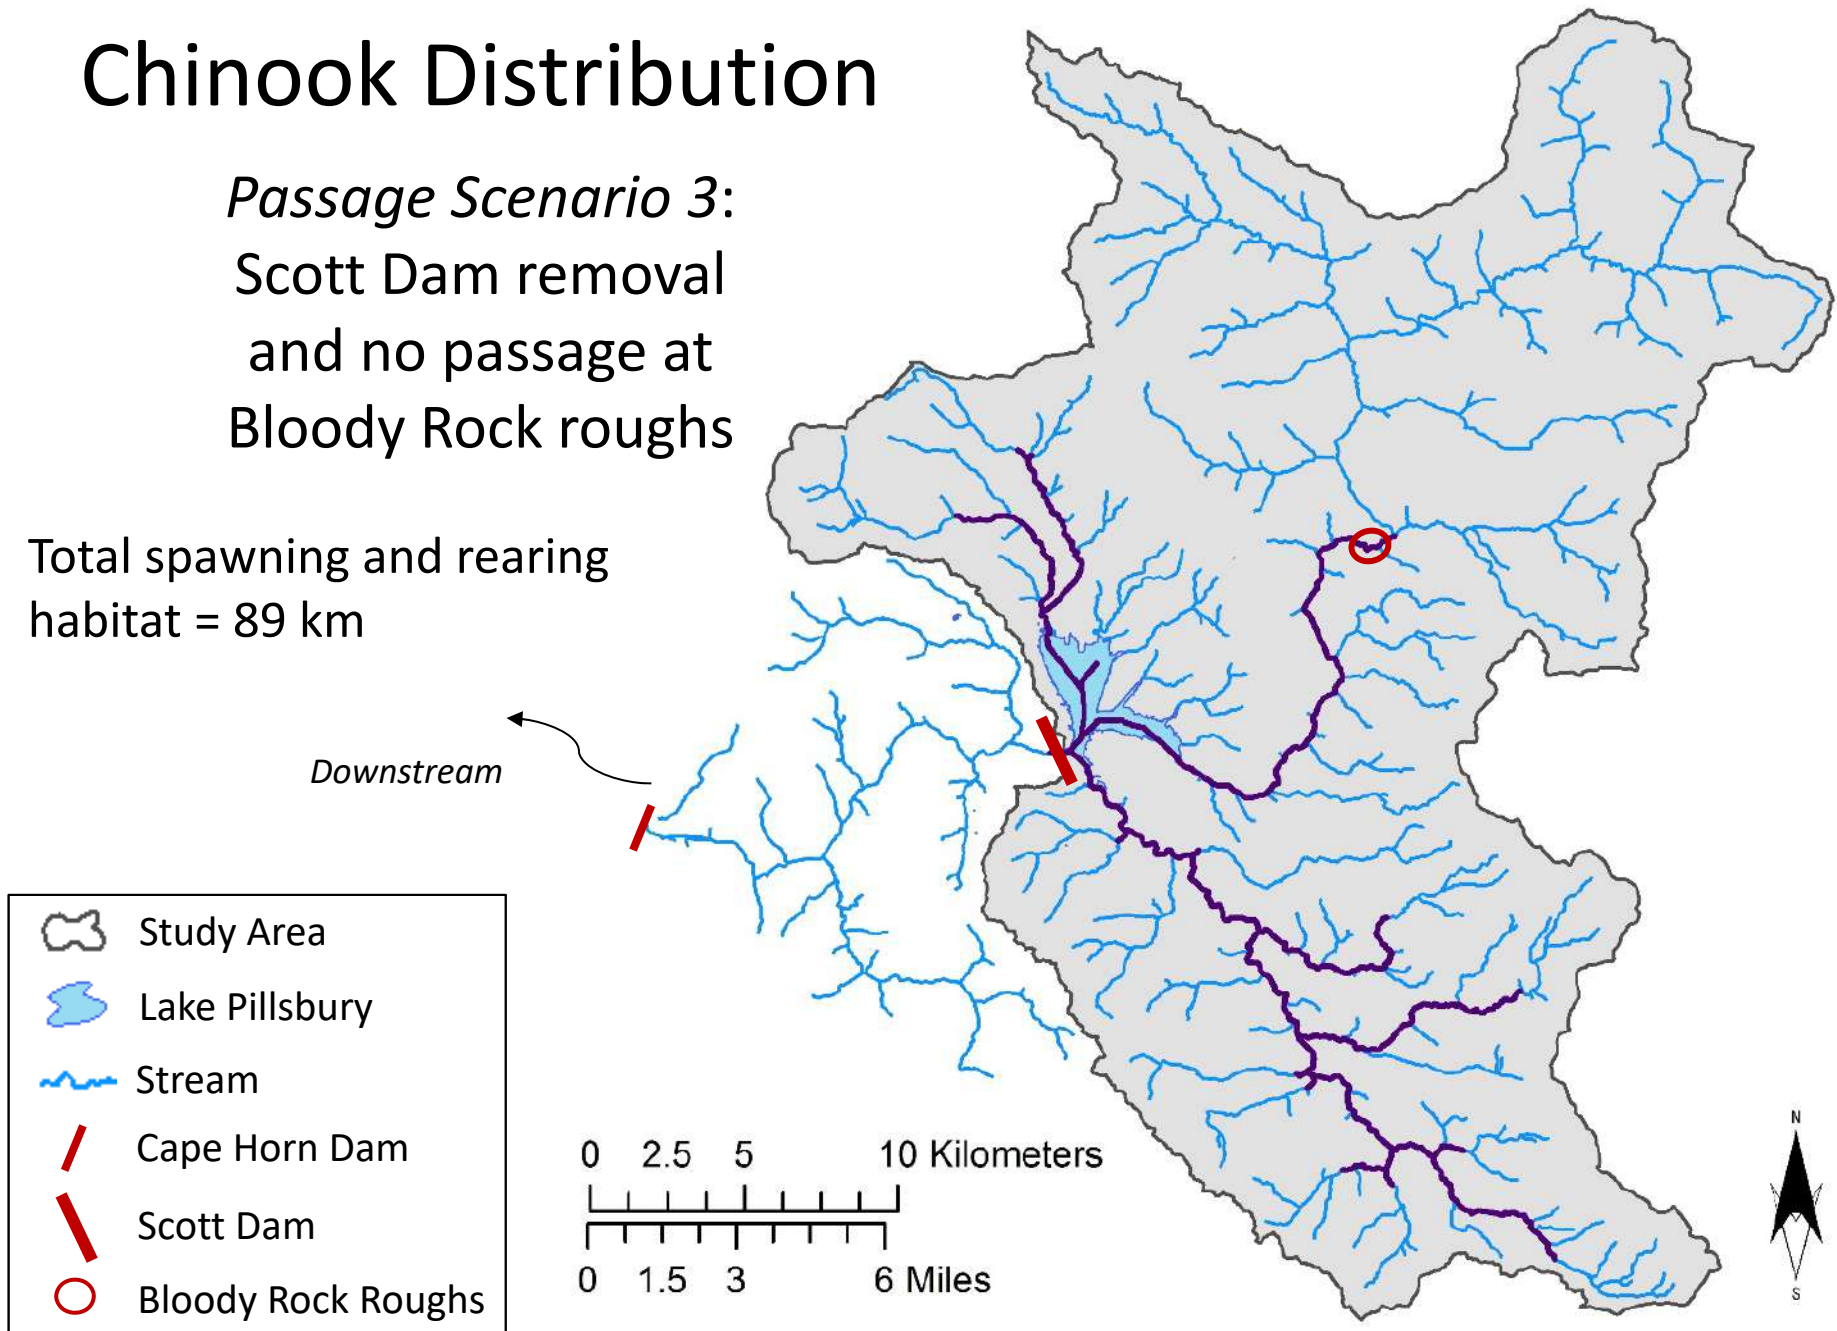 Chinook Distribution
Passage Scenario 3:
Scott Dam removal
and no passage at
Bloody Rock roughs
Total spawning and rearing
habitat = 89 km
Downstream
Study Area
Lake Pillsbury
Stream
Cape Horn Dam
Scott Dam
Bloody Rock Roughs
0 2.5 5 10 Kilometers
0 1.5 3 6 Miles
N
S